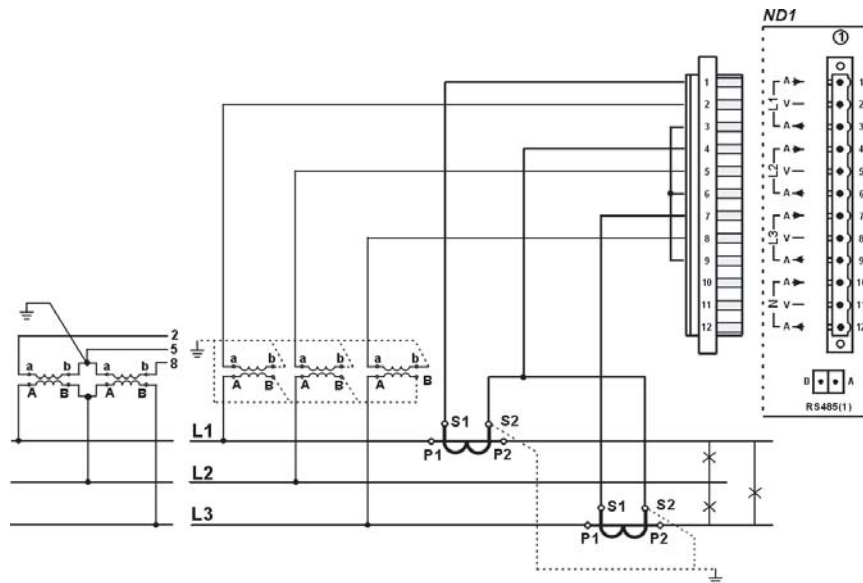 ND1
①
1
2
3
4
5
6
7
8
9
10
11
12
A V A L1
A V A L2
A V A L3
A V A N
1
2
3
4
5
6
7
8
9
10
11
12
2
5
8
a b a b
A B A B
a b a b a b
A B A B A B
L1
S1 S2
P1 P2
L2
L3
S1 S2
P1 P2
A
RS485(1)